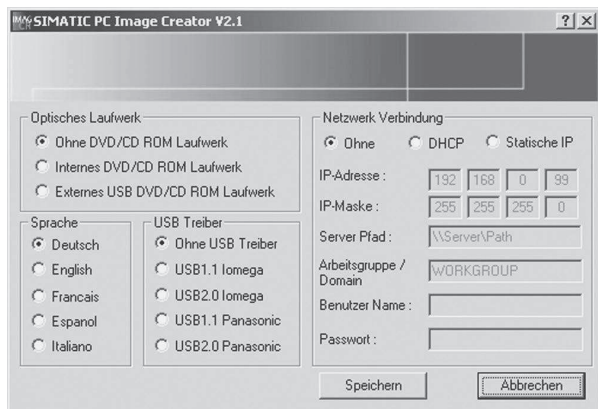 SIMATIC PC Image Creator V2.1
Optisches Laufwerk
Ohne DVD/CD ROM Laufwerk
Internes DVD/CD ROM Laufwerk
Externes USB DVD/CD ROM Laufwerk
Sprache
Deutsch
English
Francais
Espanol
Italiano
USB Treiber
Ohne USB Treiber
USB1.1 Iomega
USB2.0 Iomega
USB1.1 Panasonic
USB2.0 Panasonic
Netzwerk Verbindung
Ohne DHCP Statische IP
IP-Adresse : 192 168 0 99
IP-Maske : 255 255 255 0
Server Pfad : \\Server\Path
Arbeitsgruppe /
Domain WORKGROUP
Benutzer Name :
Passwort :
Speichern Abbrechen